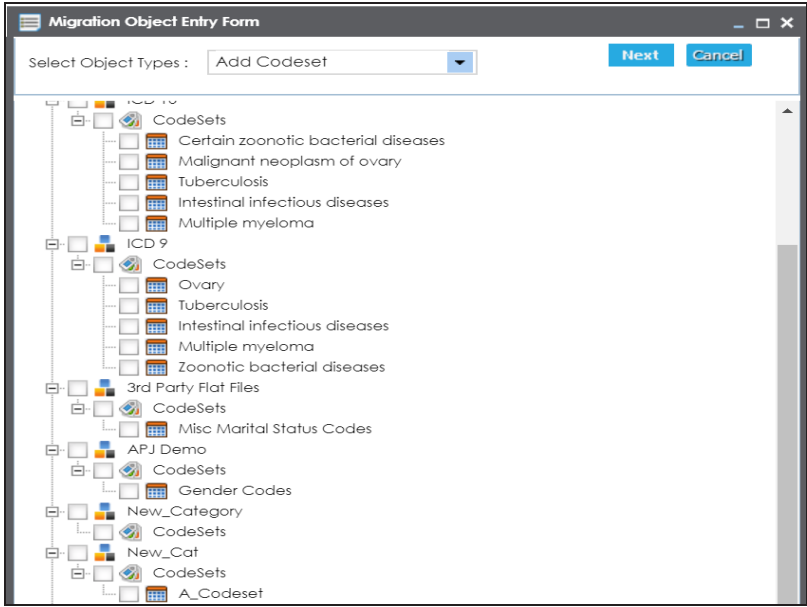 Migration Object Entry Form
Select Object Types : Add Codeset Next Cancel
ICD 10
CodeSets
Certain zoonotic bacterial diseases
Malignant neoplasm of ovary
Tuberculosis
Intestinal infectious diseases
Multiple myeloma
ICD 9
CodeSets
Ovary
Tuberculosis
Intestinal infectious diseases
Multiple myeloma
Zoonotic bacterial diseases
3rd Party Flat Files
CodeSets
Misc Marital Status Codes
APJ Demo
CodeSets
Gender Codes
New_Category
CodeSets
New_Cat
CodeSets
A_Codeset